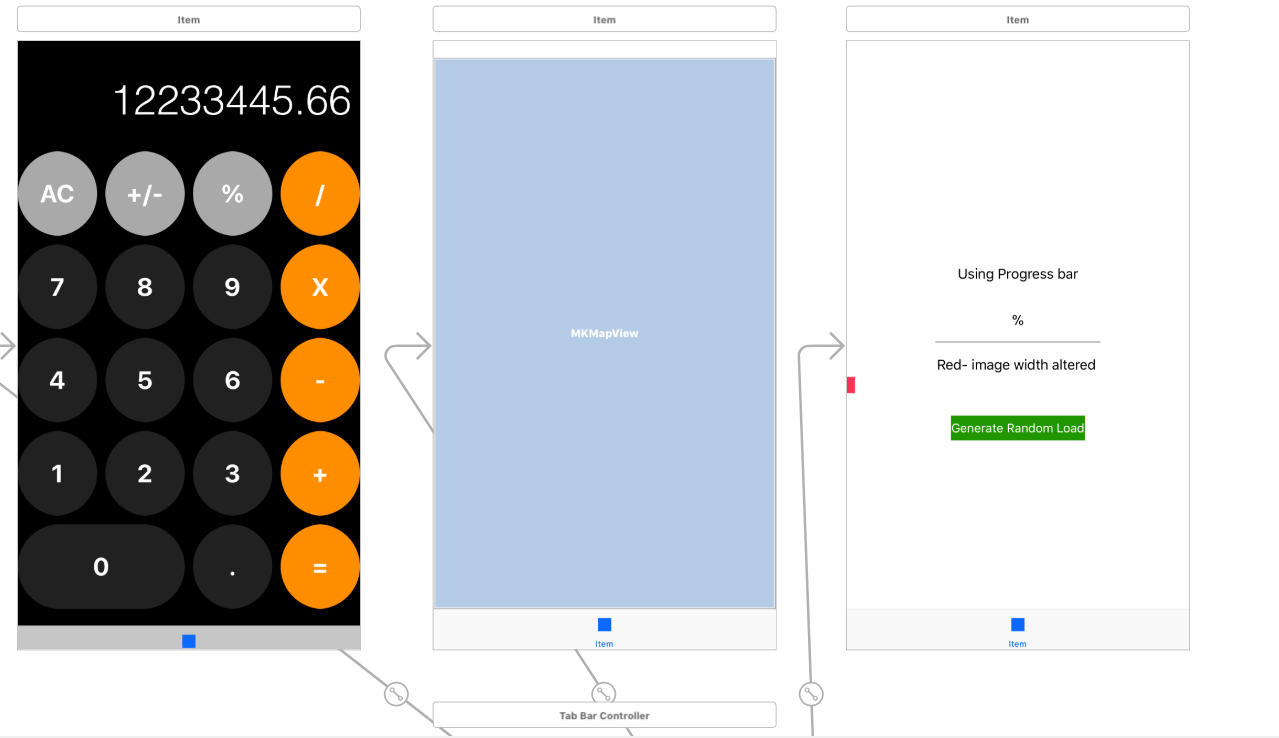 Item
Item
Item
12233445.66
AC +/- % /
7 8 9 X
4 5 6 -
1 2 3 +
0 . =
MKMapView
Item
Using Progress bar
%
Red- image width altered
Generate Random Load
Item
Tab Bar Controller